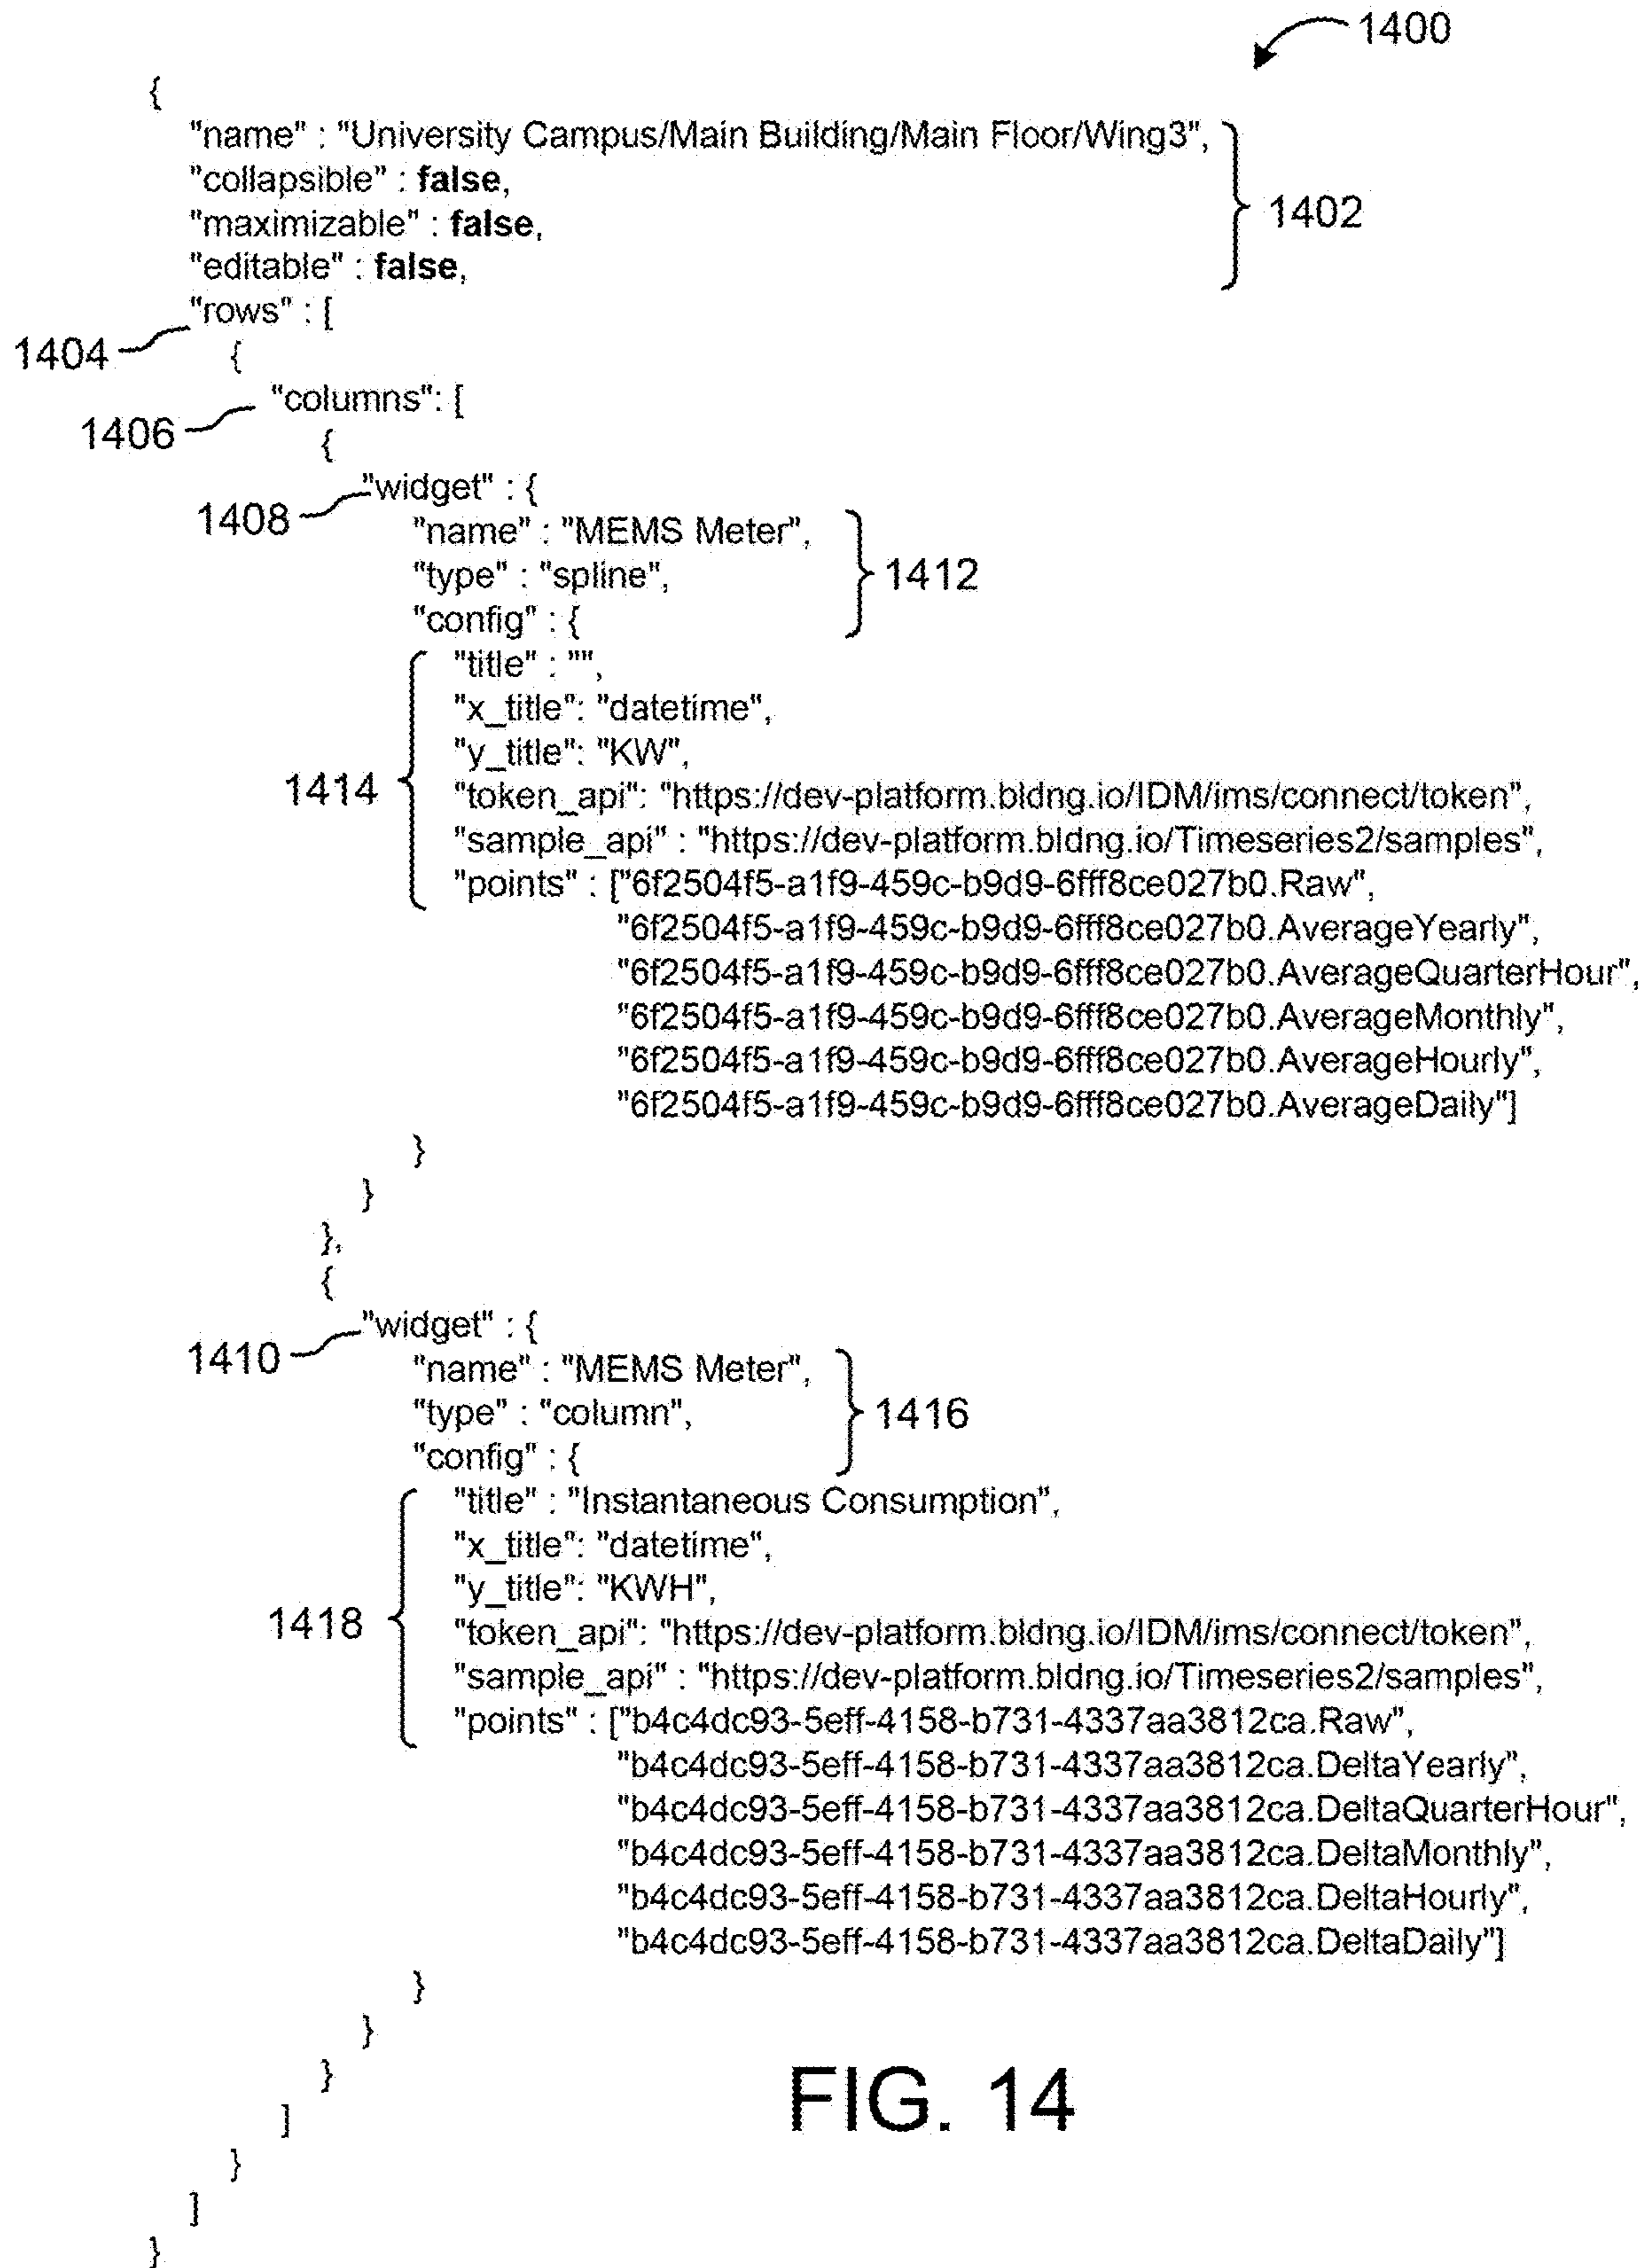 1400
{
"name" : "University Campus/Main Building/Main Floor/Wing3",
"collapsible" : false,
1402
"maximizable" : false,
"editable" : false,
"rows" : [
1404
{
"columns": [
1406
{
"widget" : {
1408
"name" : "MEMS Meter",
"type" : "spline",
1412
"config" : {
"title" : "",
"x_title": "datetime",
"y_title": "KW",
1414
"token_api": "https://dev-platform.bldng.io/IDM/ims/connect/token",
"sample_api" : "https://dev-platform.bldng.io/Timeseries2/samples",
"points" : ["6f2504f5-a1f9-459c-b9d9-6fff8ce027b0.Raw",
"6f2504f5-a1f9-459c-b9d9-6fff8ce027b0.AverageYearly",
"6f2504f5-a1f9-459c-b9d9-6fff8ce027b0.AverageQuarterHour",
"6f2504f5-a1f9-459c-b9d9-6fff8ce027b0.AverageMonthly",
"6f2504f5-a1f9-459c-b9d9-6fff8ce027b0.AverageHourly",
"6f2504f5-a1f9-459c-b9d9-6fff8ce027b0.AverageDaily"]
}
}
},
{
"widget" : {
1410
"name" : "MEMS Meter",
"type" : "column",
1416
"config" : {
"title" : "Instantaneous Consumption",
"x_title": "datetime",
"y_title": "KWH",
1418
"token_api": "https://dev-platform.bldng.io/IDM/ims/connect/token",
"sample_api" : "https://dev-platform.bldng.io/Timeseries2/samples",
"points" : ["b4c4dc93-5eff-4158-b731-4337aa3812ca.Raw",
"b4c4dc93-5eff-4158-b731-4337aa3812ca.DeltaYearly",
"b4c4dc93-5eff-4158-b731-4337aa3812ca.DeltaQuarterHour",
"b4c4dc93-5eff-4158-b731-4337aa3812ca.DeltaMonthly",
"b4c4dc93-5eff-4158-b731-4337aa3812ca.DeltaHourly",
"b4c4dc93-5eff-4158-b731-4337aa3812ca.DeltaDaily"]
}
}
}
]
}
]
}
FIG. 14